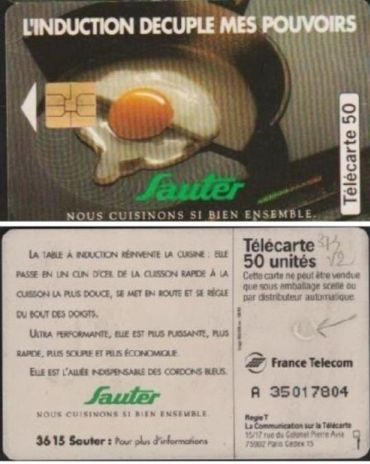 L'INDUCTION DECUPLE MES POUVOIRS
Télécarte 50
Sauter
NOUS CUISINONS SI BIEN ENSEMBLE.
LA TABLE À INDUCTION RÉINVENTE LA CUISINE : ELLE
PASSE EN UN CLIN D'ŒIL DE LA CUISSON RAPIDE À LA
CUISSON LA PLUS DOUCE, SE MET EN ROUTE ET SE RÈGLE
DU BOUT DES DOIGTS.
ULTRA PERFORMANTE, ELLE EST PLUS PUISSANTE, PLUS
RAPIDE, PLUS SOUPLE ET PLUS ÉCONOMIQUE.
ELLE EST L'ALLIÉE INDISPENSABLE DES CORDONS BLEUS.
Sauter
NOUS CUISINONS SI BIEN ENSEMBLE.
3615 Sauter : Pour plus d'informations
Télécarte
50 unités
Cette carte ne peut être vendue
que sous emballage scellé ou
par distributeur automatique.
France Telecom
A 35017804
Regie T
La Communication sur la Télécarte
15/17 rue du Colonel Pierre Avia
75902 Paris Cédex 15